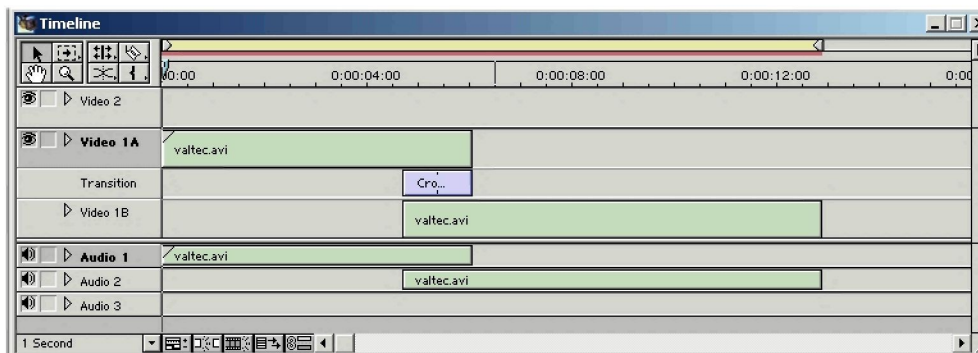 Timeline
0:00 0:00:04:00 0:00:08:00 0:00:12:00 0:00
Video 2
Video 1A
valtec.avi
Transition
Cro...
Video 1B
valtec.avi
Audio 1
valtec.avi
Audio 2
valtec.avi
Audio 3
1 Second